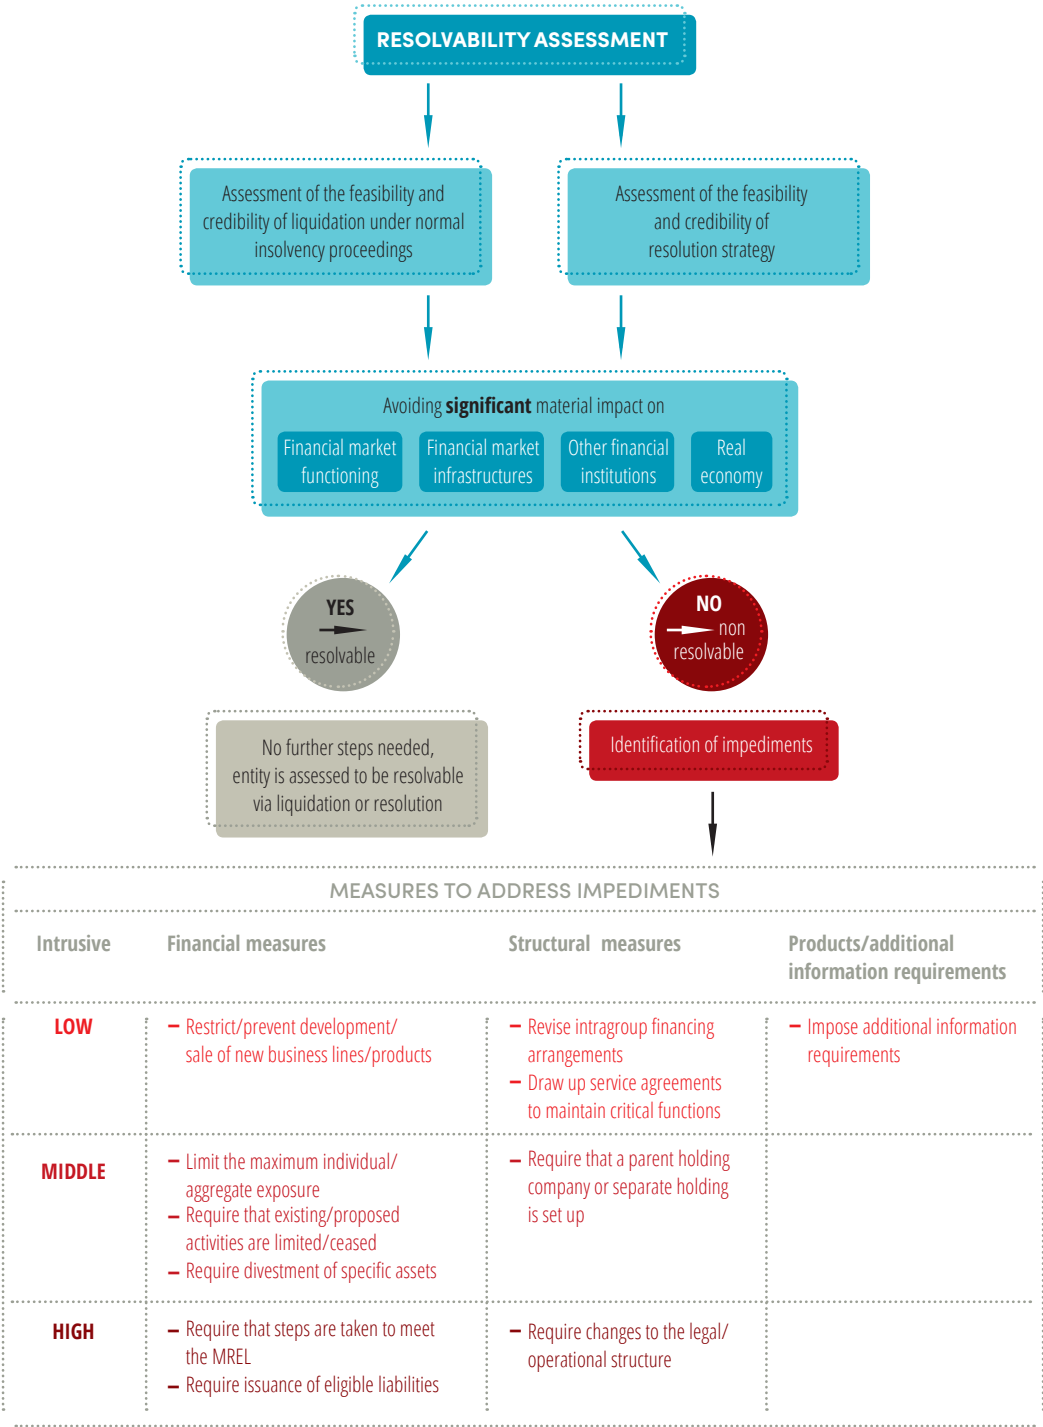 RESOLVABILITY ASSESSMENT
Assessment of the feasibility and
credibility of liquidation under normal
insolvency proceedings
Assessment of the feasibility
and credibility of
resolution strategy
Avoiding significant material impact on
Financial market
functioning
Financial market
infrastructures
Other financial
institutions
Real
economy
YES
resolvable
NO
non
resolvable
No further steps needed,
entity is assessed to be resolvable
via liquidation or resolution
Identification of impediments
MEASURES TO ADDRESS IMPEDIMENTS
Intrusive
Financial measures
Structural measures
Products/additional
information requirements
LOW
– Restrict/prevent development/
sale of new business lines/products
– Revise intragroup financing
arrangements
– Draw up service agreements
to maintain critical functions
– Impose additional information
requirements
MIDDLE
– Limit the maximum individual/
aggregate exposure
– Require that existing/proposed
activities are limited/ceased
– Require divestment of specific assets
– Require that a parent holding
company or separate holding
is set up
HIGH
– Require that steps are taken to meet
the MREL
– Require issuance of eligible liabilities
– Require changes to the legal/
operational structure